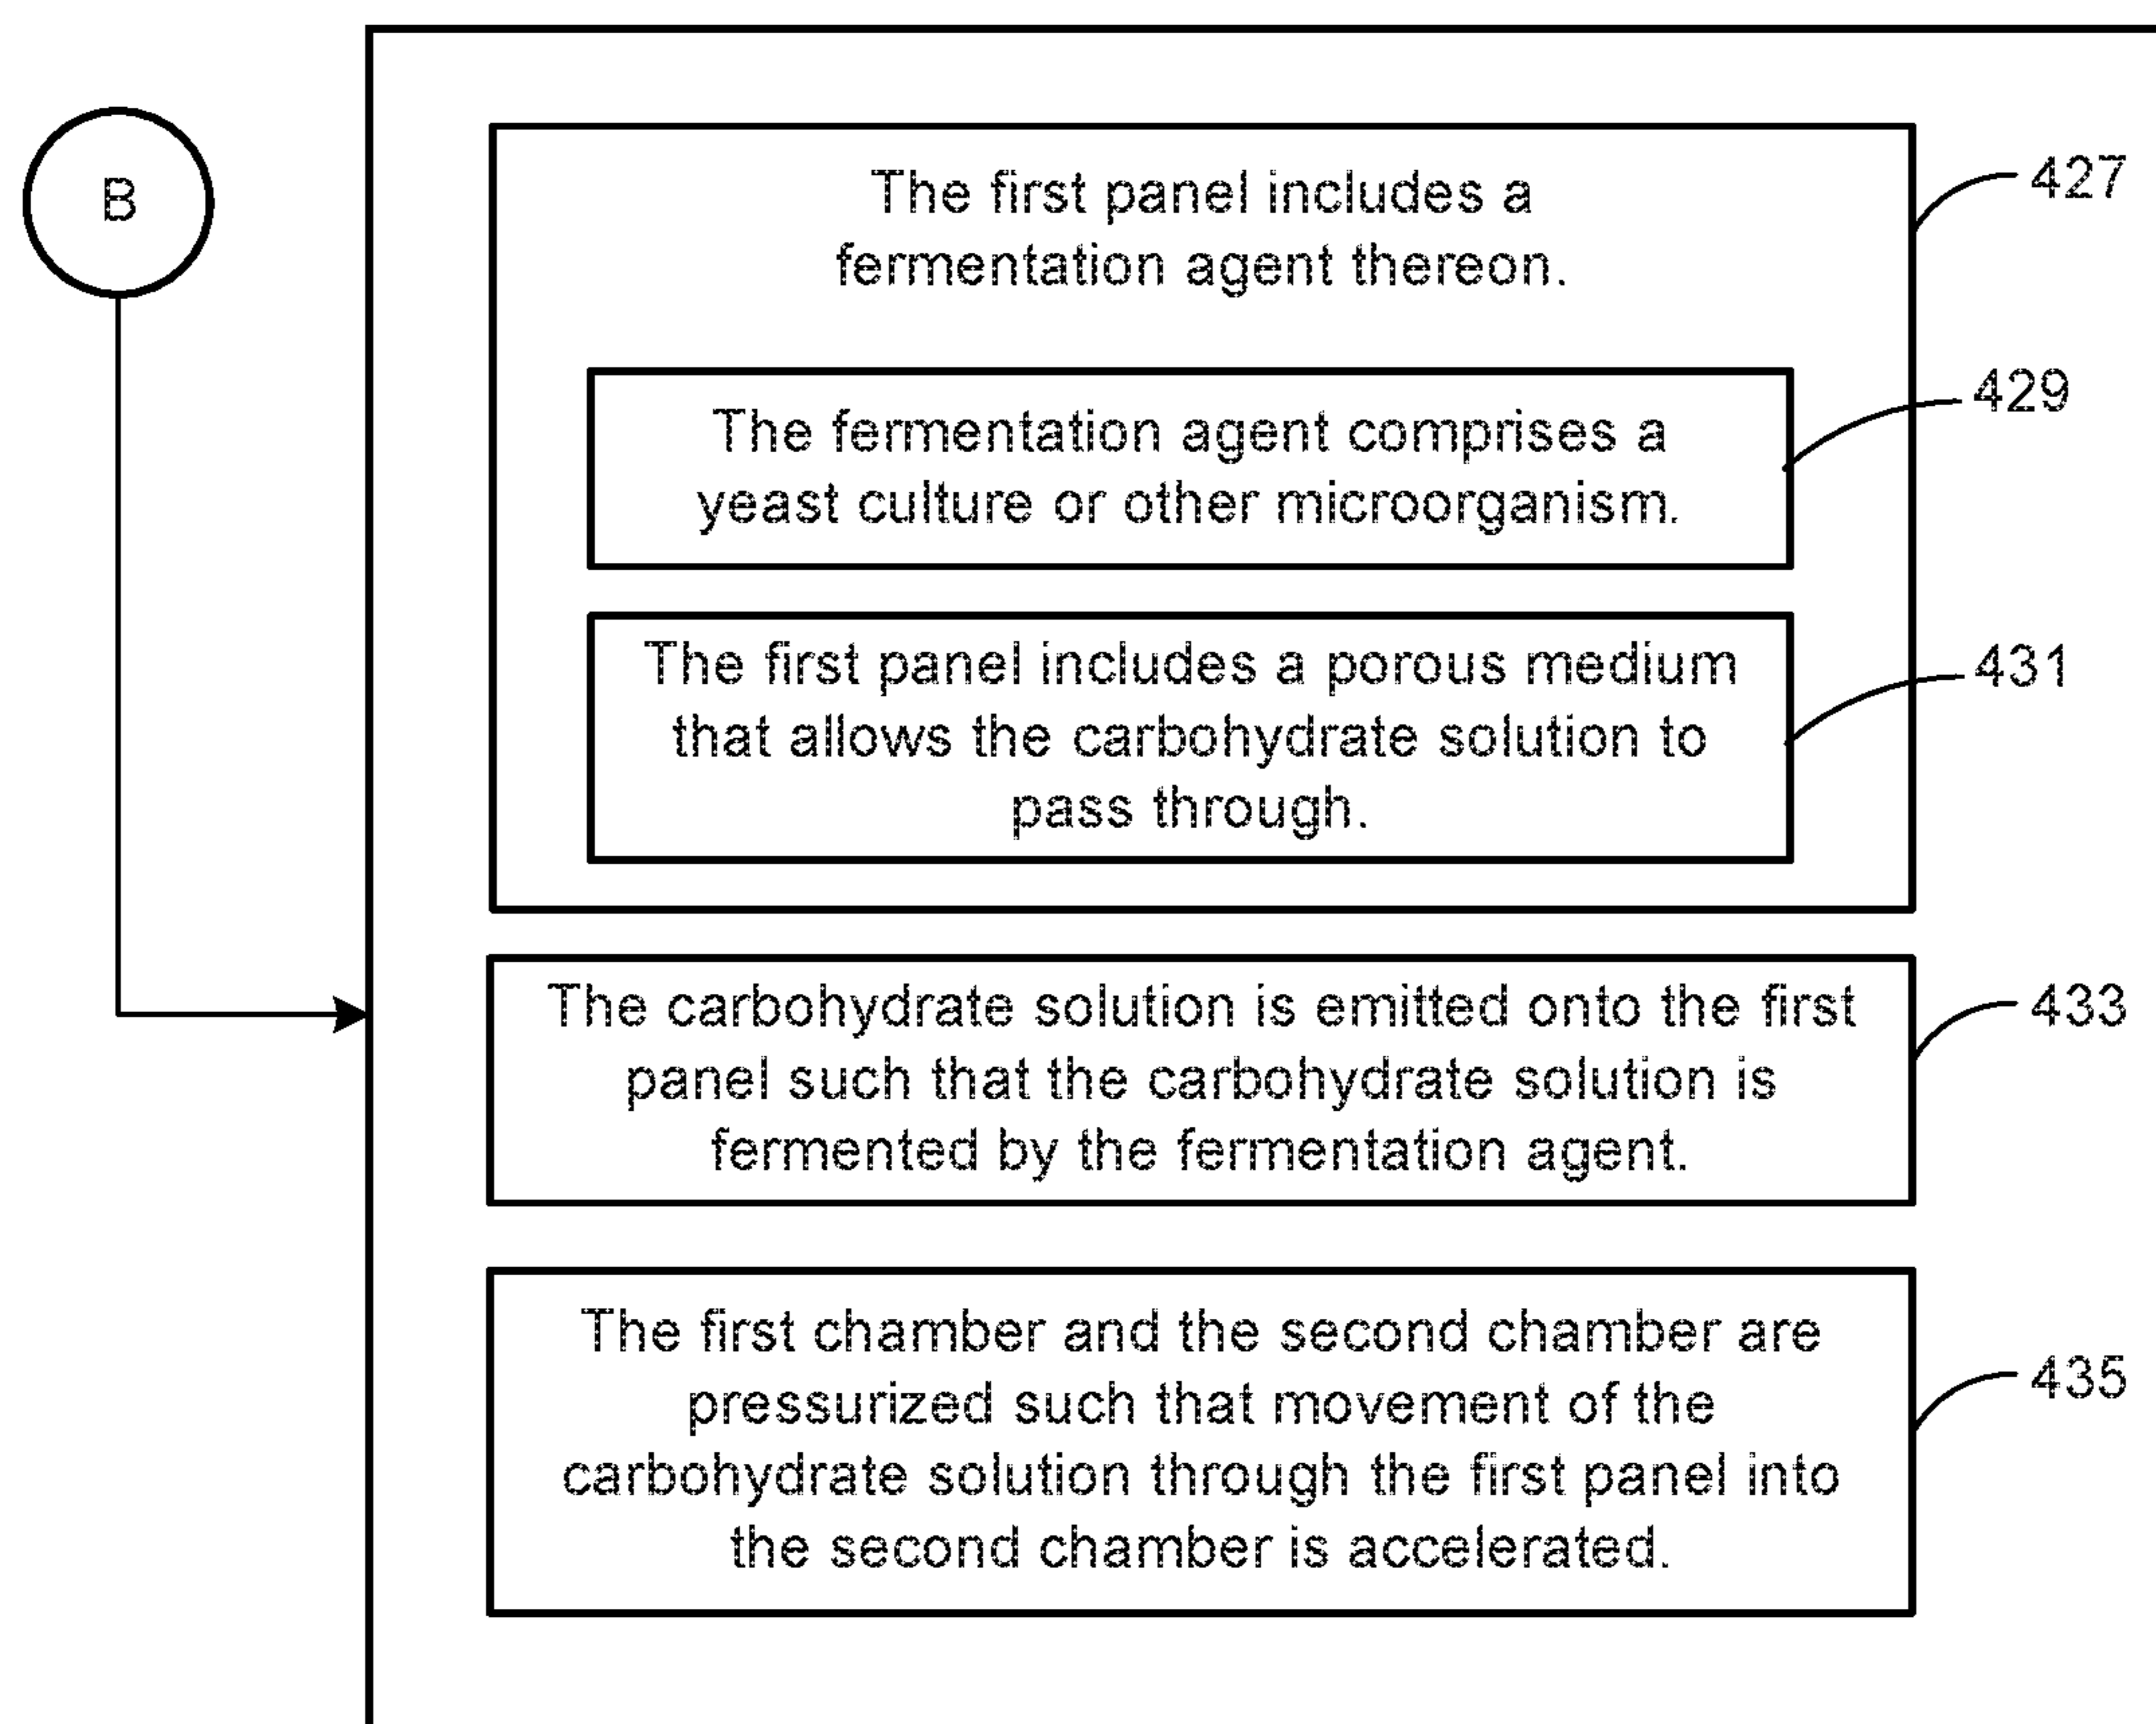 B
The first panel includes a
fermentation agent thereon.
427
The fermentation agent comprises a
yeast culture or other microorganism.
429
The first panel includes a porous medium
that allows the carbohydrate solution to
pass through.
431
The carbohydrate solution is emitted onto the first
panel such that the carbohydrate solution is
fermented by the fermentation agent.
433
The first chamber and the second chamber are
pressurized such that movement of the
carbohydrate solution through the first panel into
the second chamber is accelerated.
435